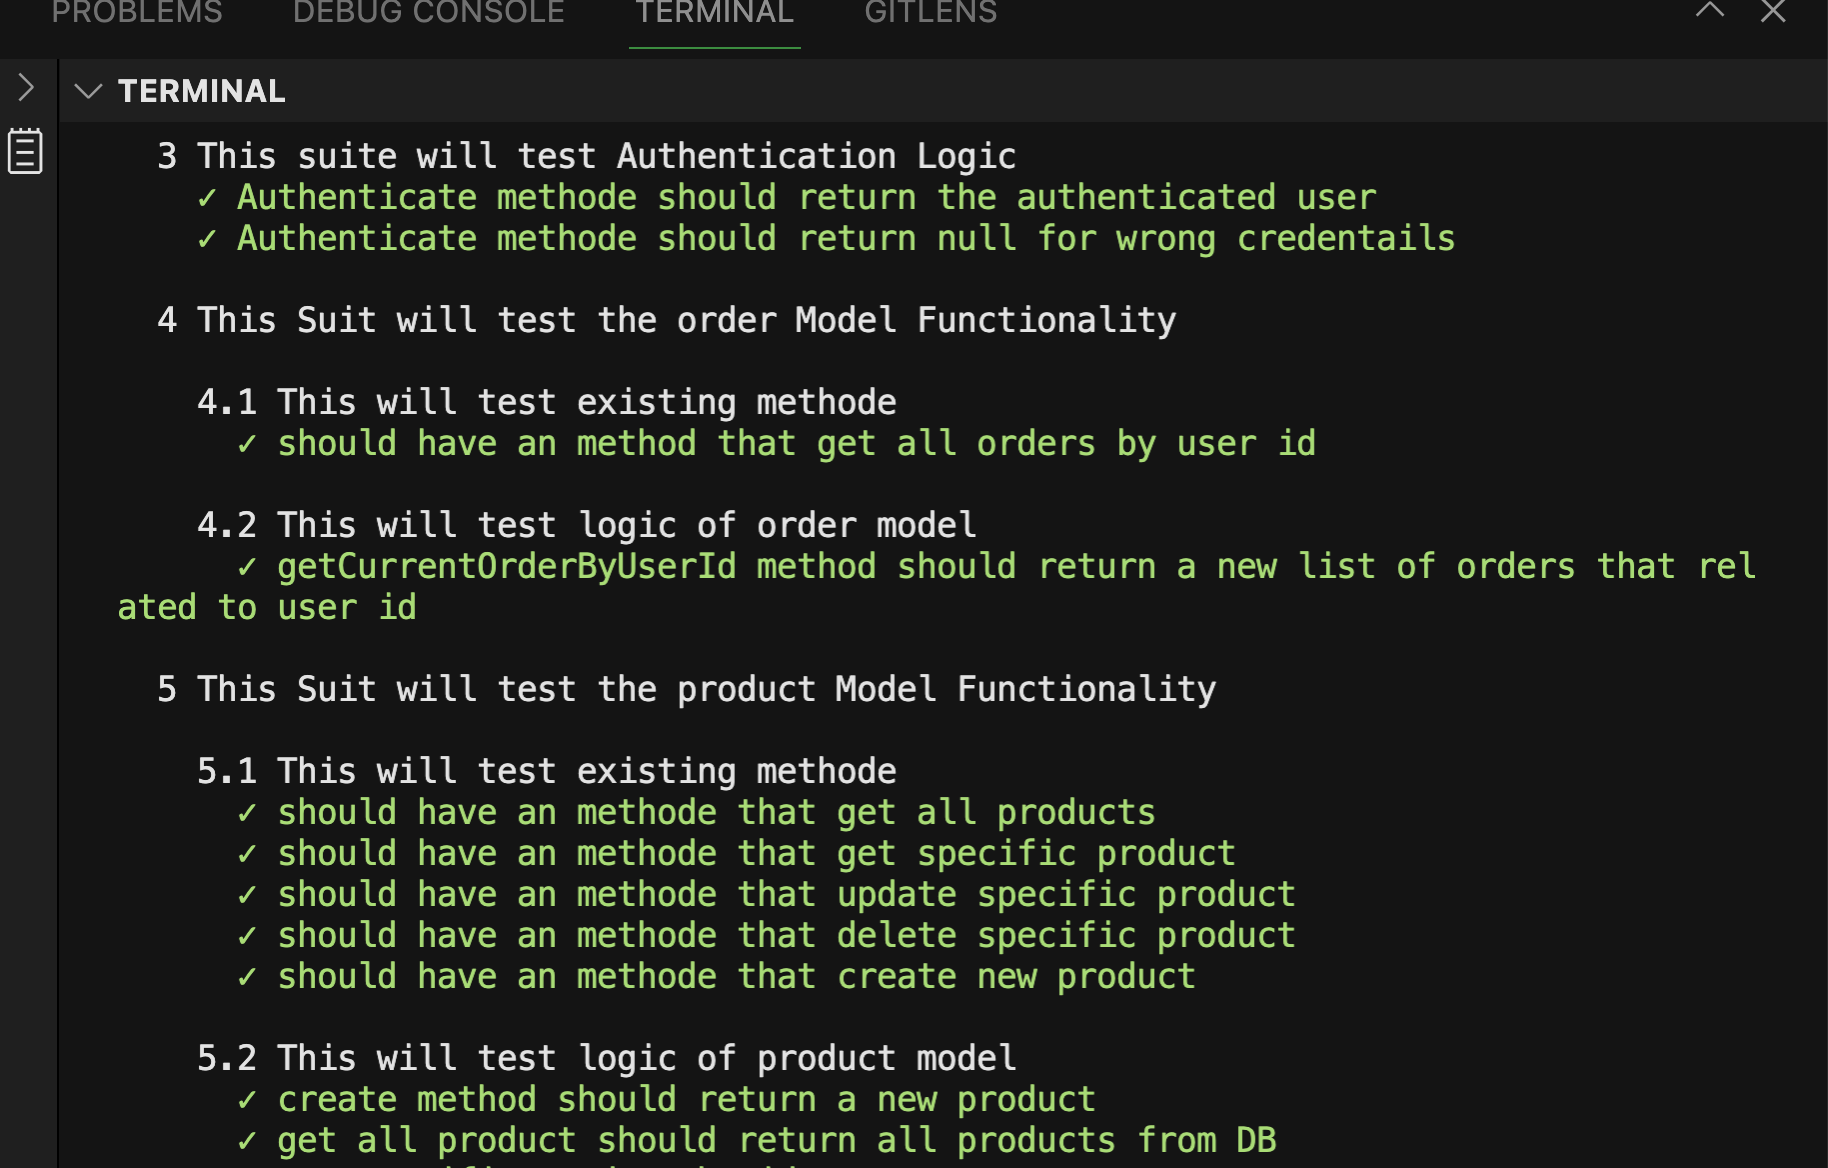 PROBLEMS DEBUG CONSOLE TERMINAL GITLENS
TERMINAL
3 This suite will test Authentication Logic
✓ Authenticate methode should return the authenticated user
✓ Authenticate methode should return null for wrong credentails
4 This Suit will test the order Model Functionality
4.1 This will test existing methode
✓ should have an method that get all orders by user id
4.2 This will test logic of order model
✓ getCurrentOrderByUserId method should return a new list of orders that rel
ated to user id
5 This Suit will test the product Model Functionality
5.1 This will test existing methode
✓ should have an methode that get all products
✓ should have an methode that get specific product
✓ should have an methode that update specific product
✓ should have an methode that delete specific product
✓ should have an methode that create new product
5.2 This will test logic of product model
✓ create method should return a new product
✓ get all product should return all products from DB